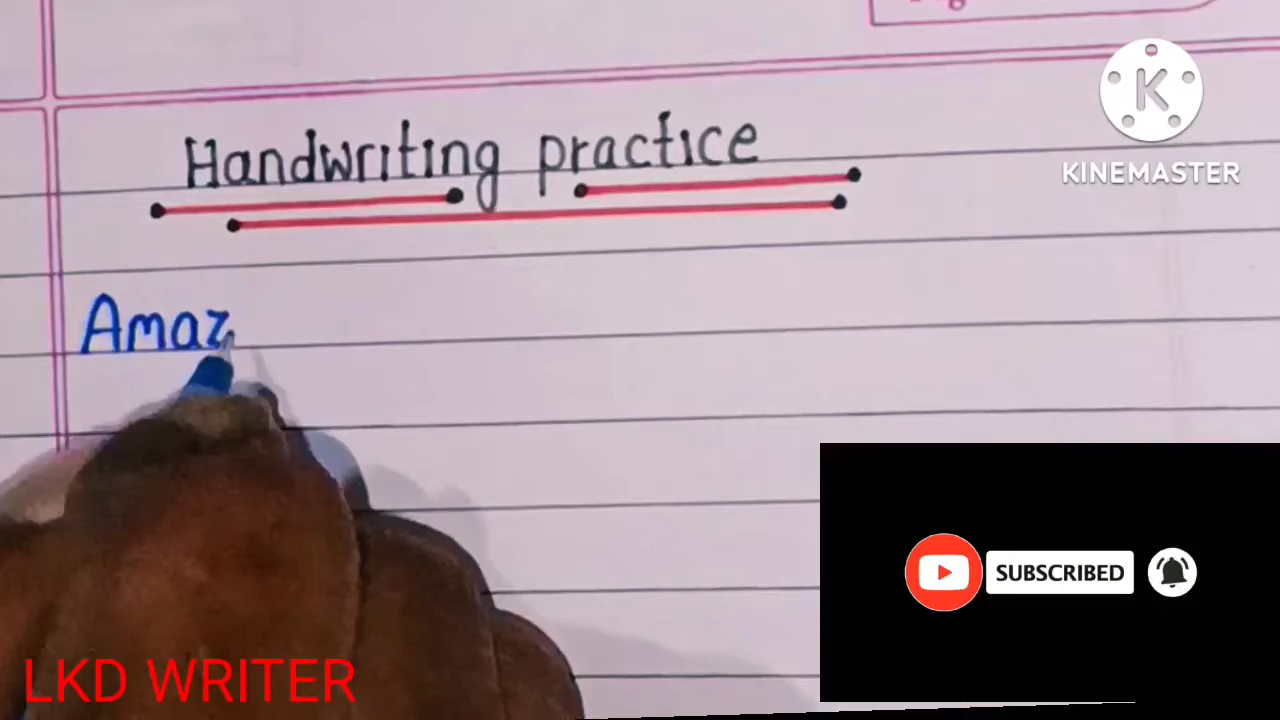 Handwriting practice
KINEMASTER
Amaz
SUBSCRIBED
LKD WRITER